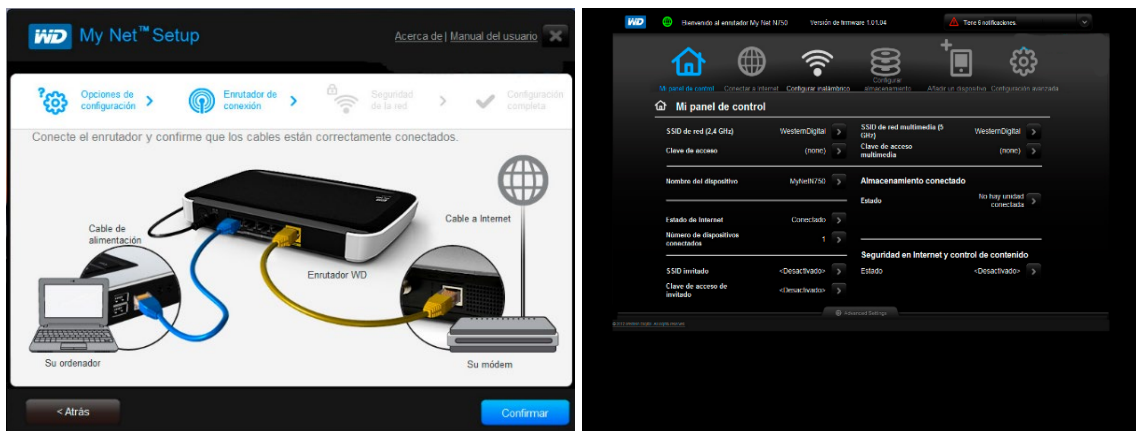 WD My Net™ Setup
Acerca de | Manual del usuario
Opciones de
configuración
Enrutador de
conexión
Seguridad
de la red
Configuración
completa
Conecte el enrutador y confirme que los cables están correctamente conectados.
Cable de
alimentación
Cable a Internet
Enrutador WD
Su ordenador
Su módem
< Atrás
Confirmar
WD Bienvenido al enrutador My Net N750 Versión de firmware 1.01.04 Tiene 6 notificaciones.
Mi panel de control Conectar a Internet Configurar inalámbrico Configurar almacenamiento Añadir un dispositivo Configuración avanzada
Mi panel de control
SSID de red (2,4 GHz) WesternDigital
Clave de acceso (none)
SSID de red multimedia (5
GHz) WesternDigital
Clave de acceso
multimedia (none)
Nombre del dispositivo MyNetN750
Almacenamiento conectado
Estado No hay unidad
conectada
Estado de Internet Conectado
Número de dispositivos
conectados 1
Seguridad en Internet y control de contenido
SSID invitado <Desactivado>
Estado <Desactivado>
Clave de acceso de
invitado <Desactivado>
Advanced Settings